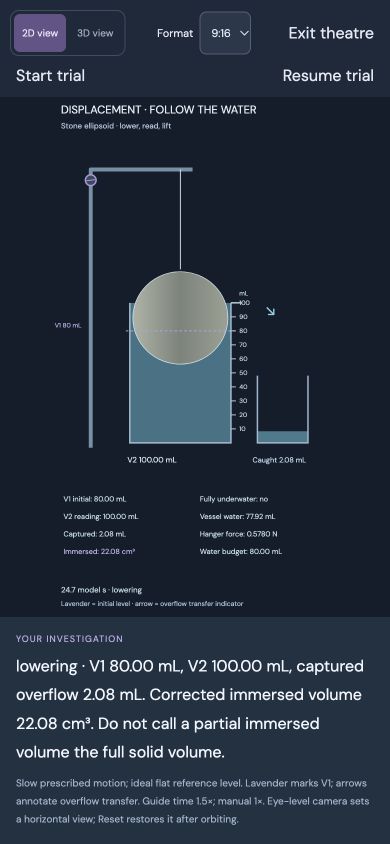 2D view
3D view
Format
9:16
Exit theatre
Start trial
Resume trial
DISPLACEMENT · FOLLOW THE WATER
Stone ellipsoid · lower, read, lift
mL
100
90
V1 80 mL
80
70
60
50
40
30
20
10
V2 100.00 mL
Caught 2.08 mL
V1 initial: 80.00 mL
Fully underwater: no
V2 reading: 100.00 mL
Vessel water: 77.92 mL
Captured: 2.08 mL
Hanger force: 0.5780 N
Immersed: 22.08 cm³
Water budget: 80.00 mL
24.7 model s · lowering
Lavender = initial level · arrow = overflow transfer indicator
YOUR INVESTIGATION
lowering · V1 80.00 mL, V2 100.00 mL, captured
overflow 2.08 mL. Corrected immersed volume
22.08 cm³. Do not call a partial immersed
volume the full solid volume.
Slow prescribed motion; ideal flat reference level. Lavender marks V1; arrows
annotate overflow transfer. Guide time 1.5×; manual 1×. Eye-level camera sets
a horizontal view; Reset restores it after orbiting.